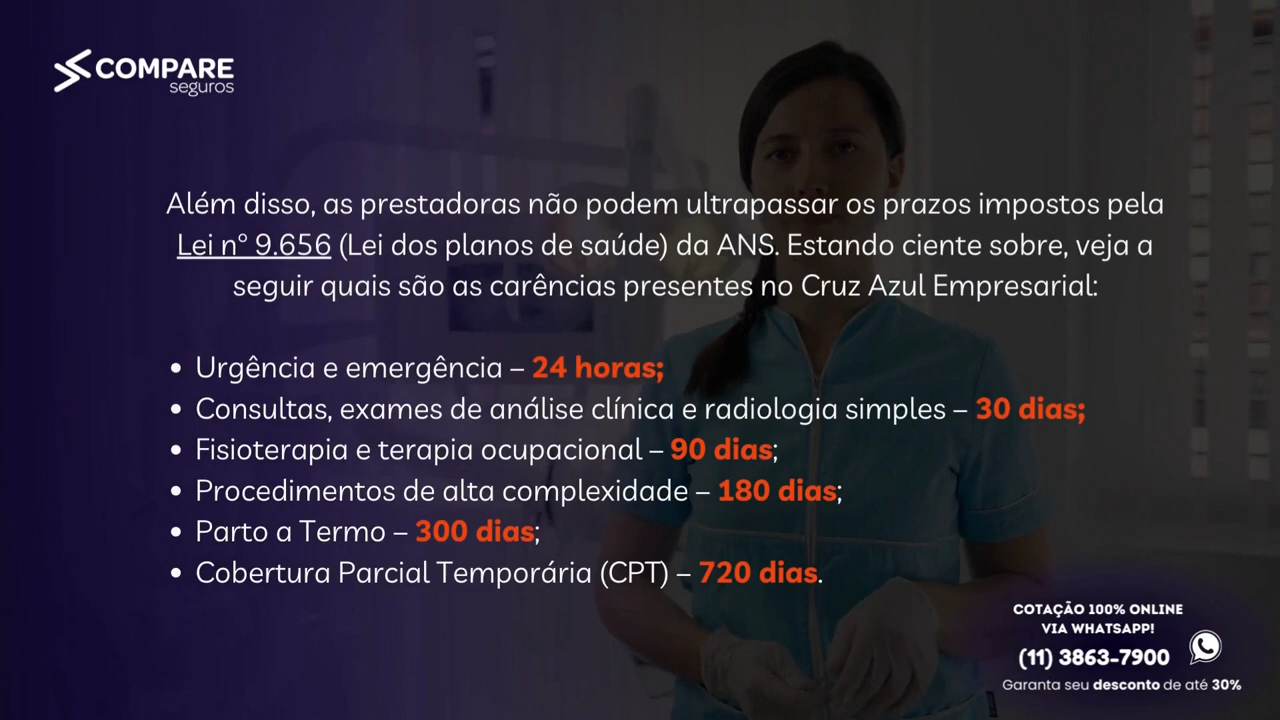 COMPARE
seguros
Além disso, as prestadoras não podem ultrapassar os prazos impostos pela
Lei nº 9.656 (Lei dos planos de saúde) da ANS. Estando ciente sobre, veja a
seguir quais são as carências presentes no Cruz Azul Empresarial:
• Urgência e emergência – 24 horas;
• Consultas, exames de análise clínica e radiologia simples – 30 dias;
• Fisioterapia e terapia ocupacional – 90 dias;
• Procedimentos de alta complexidade – 180 dias;
• Parto a Termo – 300 dias;
• Cobertura Parcial Temporária (CPT) – 720 dias.
COTAÇÃO 100% ONLINE
VIA WHATSAPP!
(11) 3863-7900
Garanta seu desconto de até 30%